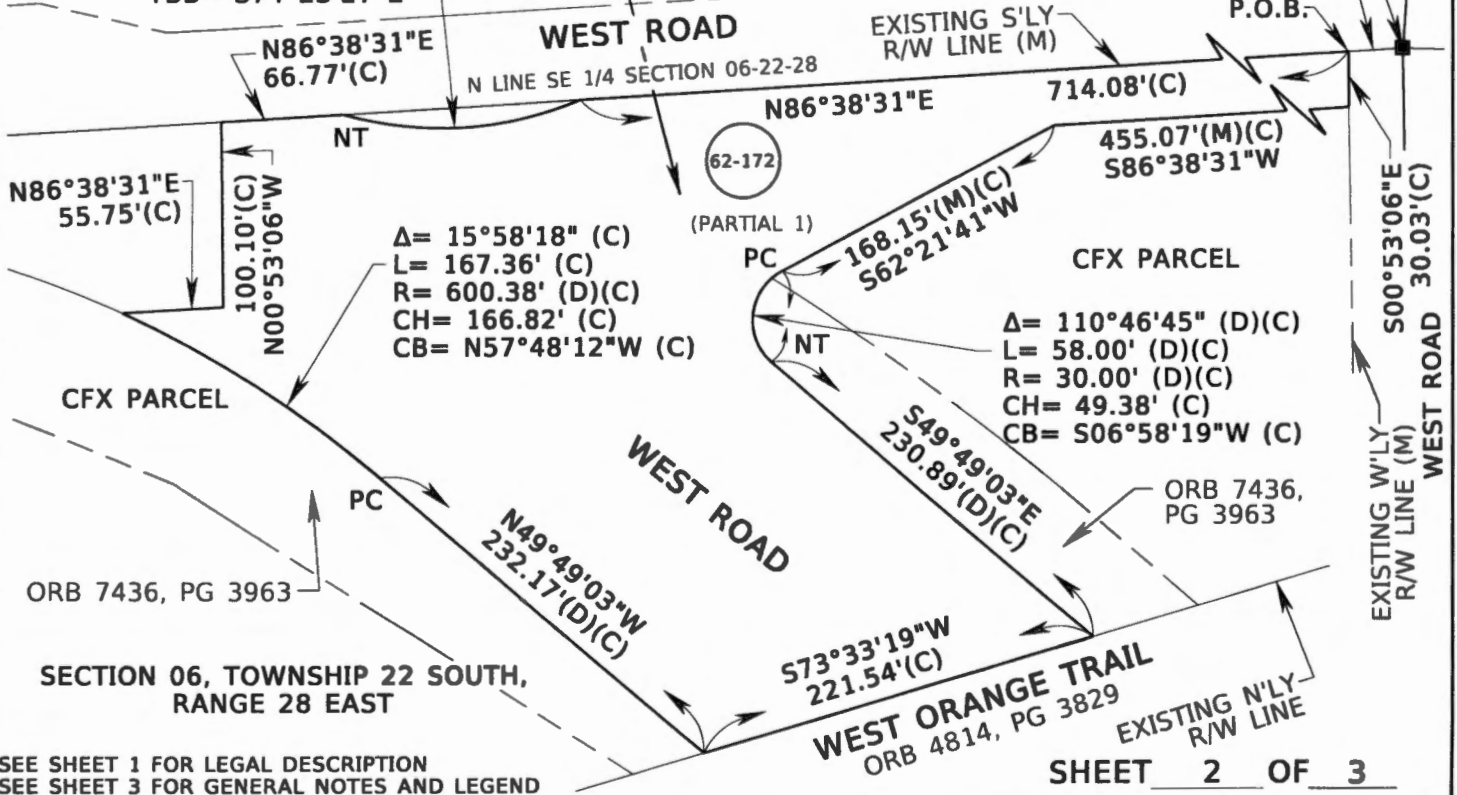 N86°38'31"E
66.77'(C)
WEST ROAD
N LINE SE 1/4 SECTION 06-22-28
EXISTING S'LY
R/W LINE (M)
P.O.B.
NT
N86°38'31"E
714.08'(C)
62-172
(PARTIAL 1)
455.07'(M)(C)
S86°38'31"W
N86°38'31"E
55.75'(C)
100.10'(C)
N00°53'06"W
Δ= 15°58'18" (C)
L= 167.36' (C)
R= 600.38' (D)(C)
CH= 166.82' (C)
CB= N57°48'12"W (C)
PC
168.15'(M)(C)
S62°21'41"W
CFX PARCEL
S00°53'06"E
30.03'(C)
NT
Δ= 110°46'45" (D)(C)
L= 58.00' (D)(C)
R= 30.00' (D)(C)
CH= 49.38' (C)
CB= S06°58'19"W (C)
CFX PARCEL
WEST ROAD
S49°49'03"E
230.89'(D)(C)
EXISTING W'LY
R/W LINE (M)
WEST ROAD
PC
ORB 7436,
PG 3963
N49°49'03"W
232.17'(D)(C)
ORB 7436, PG 3963
S73°33'19"W
221.54'(C)
SECTION 06, TOWNSHIP 22 SOUTH,
RANGE 28 EAST
WEST ORANGE TRAIL
ORB 4814, PG 3829
EXISTING N'LY
R/W LINE
SEE SHEET 1 FOR LEGAL DESCRIPTION
SEE SHEET 3 FOR GENERAL NOTES AND LEGEND
SHEET 2 OF 3